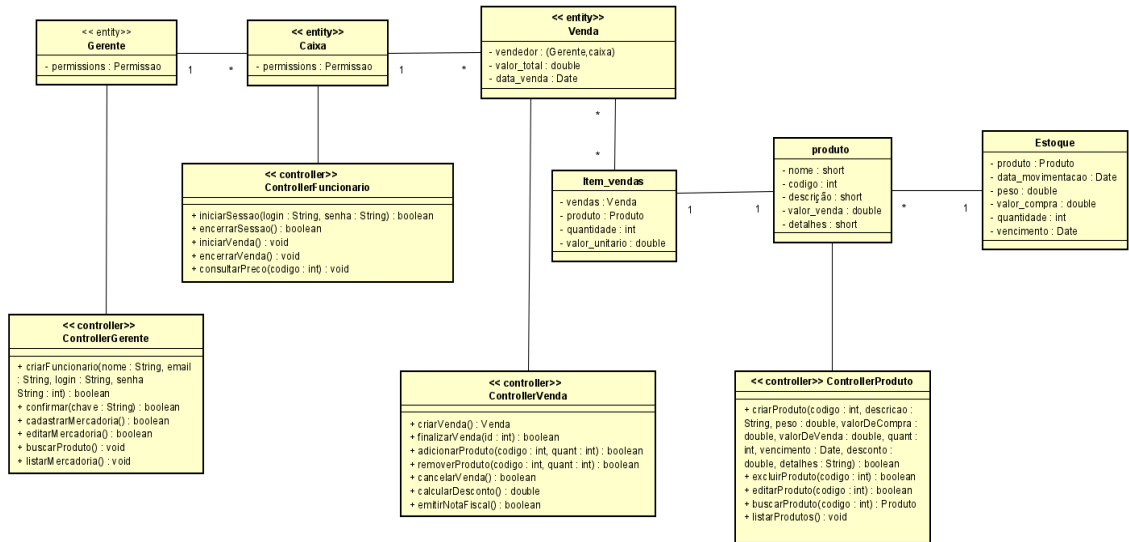 << entity>>
Gerente
- permissions : Permissao
1
*
<< entity>>
Caixa
- permissions : Permissao
1
*
<< entity>>
Venda
- vendedor : (Gerente,caixa)
- valor_total : double
- data_venda : Date
*
*
Item_vendas
- vendas : Venda
- produto : Produto
- quantidade : int
- valor_unitario : double
1
1
produto
- nome : short
- codigo : int
- descrição : short
- valor_venda : double
- detalhes : short
*
1
Estoque
- produto : Produto
- data_movimentacao : Date
- peso : double
- valor_compra : double
- quantidade : int
- vencimento : Date
<< controller>>
ControllerFuncionario
+ iniciarSessao(login : String, senha : String) : boolean
+ encerrarSessao() : boolean
+ iniciarVenda() : void
+ encerrarVenda() : void
+ consultarPreco(codigo : int) : void
<< controller>>
ControllerGerente
+ criarFuncionario(nome : String, email
: String, login : String, senha
String : int) : boolean
+ confirmar(chave : String) : boolean
+ cadastrarMercadoria() : boolean
+ editarMercadoria() : boolean
+ buscarProduto() : void
+ listarMercadoria() : void
<< controller>>
ControllerVenda
+ criarVenda() : Venda
+ finalizarVenda(id : int) : boolean
+ adicionarProduto(codigo : int, quant : int) : boolean
+ removerProduto(codigo : int, quant : int) : boolean
+ cancelarVenda() : boolean
+ calcularDesconto() : double
+ emitirNotaFiscal() : boolean
<< controller>> ControllerProduto
+ criarProduto(codigo : int, descricao :
String, peso : double, valorDeCompra :
double, valorDeVenda : double, quant :
int, vencimento : Date, desconto :
double, detalhes : String) : boolean
+ excluirProduto(codigo : int) : boolean
+ editarProduto(codigo : int) : boolean
+ buscarProduto(codigo : int) : Produto
+ listarProdutos() : void